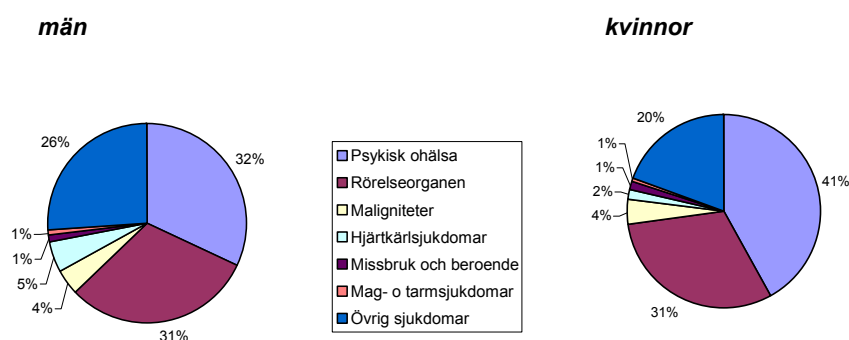 män
kvinnor
26%
32%
1%
1%
5%
4%
31%
Psykisk ohälsa
Rörelseorganen
Maligniteter
Hjärtkärlsjukdomar
Missbruk och beroende
Mag- o tarmsjukdomar
Övrig sjukdomar
20%
1%
1%
2%
4%
41%
31%